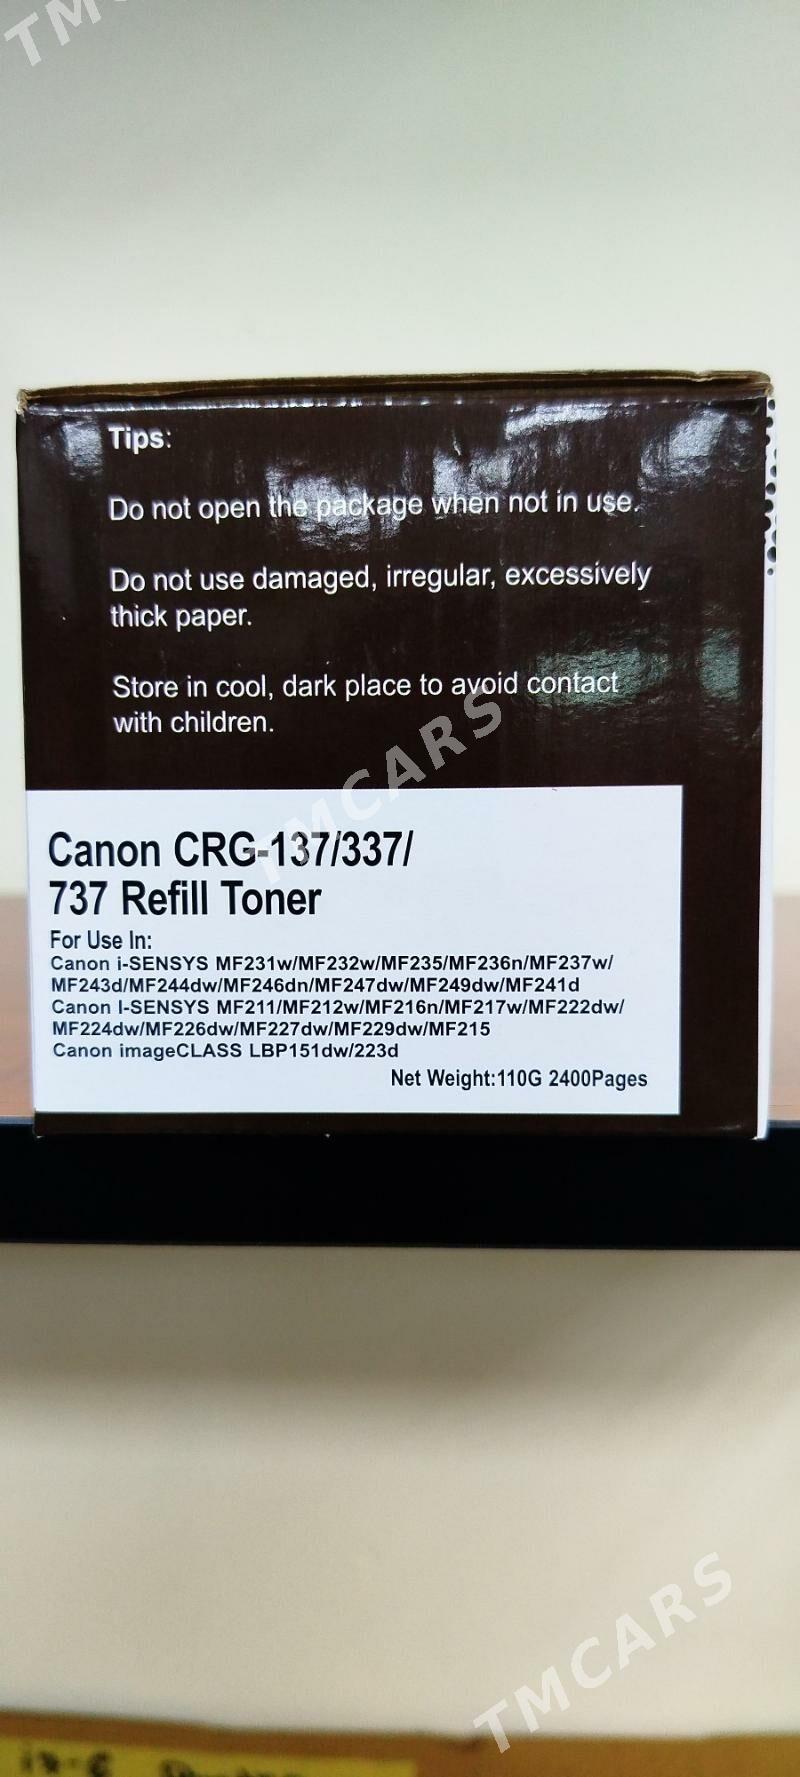 TMCARS
Tips:
Do not open the package when not in use.
Do not use damaged, irregular, excessively
thick paper.
Store in cool, dark place to avoid contact
with children.
TMCARS
Canon CRG-137/337/
737 Refill Toner
For Use In:
Canon i-SENSYS MF231w/MF232w/MF235/MF236n/MF237w/
MF243d/MF244dw/MF246dn/MF247dw/MF249dw/MF241d
Canon I-SENSYS MF211/MF212w/MF216n/MF217w/MF222dw/
MF224dw/MF226dw/MF227dw/MF229dw/MF215
Canon imageCLASS LBP151dw/223d
Net Weight:110G 2400Pages
TMCARS